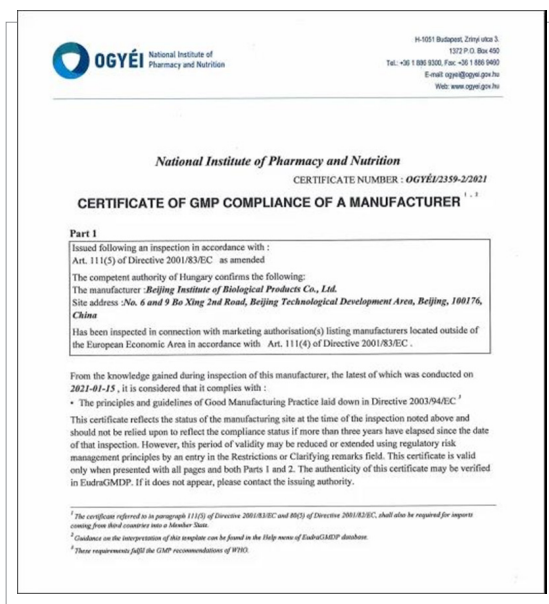 OGYÉI
National Institute of
Pharmacy and Nutrition
H-1051 Budapest, Zrínyi utca 3.
1372 P.O. Box 450
Tel.: +36 1 886 9300, Fax: +36 1 886 9460
E-mail: ogyei@ogyei.gov.hu
Web: www.ogyei.gov.hu
National Institute of Pharmacy and Nutrition
CERTIFICATE NUMBER : OGYÉI/2359-2/2021
CERTIFICATE OF GMP COMPLIANCE OF A MANUFACTURER 1 , 2
Part 1
Issued following an inspection in accordance with :
Art. 111(5) of Directive 2001/83/EC as amended
The competent authority of Hungary confirms the following:
The manufacturer :Beijing Institute of Biological Products Co., Ltd.
Site address :No. 6 and 9 Bo Xing 2nd Road, Beijing Technological Development Area, Beijing, 100176,
China
Has been inspected in connection with marketing authorisation(s) listing manufacturers located outside of
the European Economic Area in accordance with Art. 111(4) of Directive 2001/83/EC .
From the knowledge gained during inspection of this manufacturer, the latest of which was conducted on
2021-01-15 , it is considered that it complies with :
• The principles and guidelines of Good Manufacturing Practice laid down in Directive 2003/94/EC 3
This certificate reflects the status of the manufacturing site at the time of the inspection noted above and
should not be relied upon to reflect the compliance status if more than three years have elapsed since the date
of that inspection. However, this period of validity may be reduced or extended using regulatory risk
management principles by an entry in the Restrictions or Clarifying remarks field. This certificate is valid
only when presented with all pages and both Parts 1 and 2. The authenticity of this certificate may be verified
in EudraGMDP. If it does not appear, please contact the issuing authority.
1 The certificate referred to in paragraph 111(5) of Directive 2001/83/EC and 80(5) of Directive 2001/82/EC, shall also be required for imports
coming from third countries into a Member State.
2 Guidance on the interpretation of this template can be found in the Help menu of EudraGMDP database.
3 These requirements fulfil the GMP recommendations of WHO.